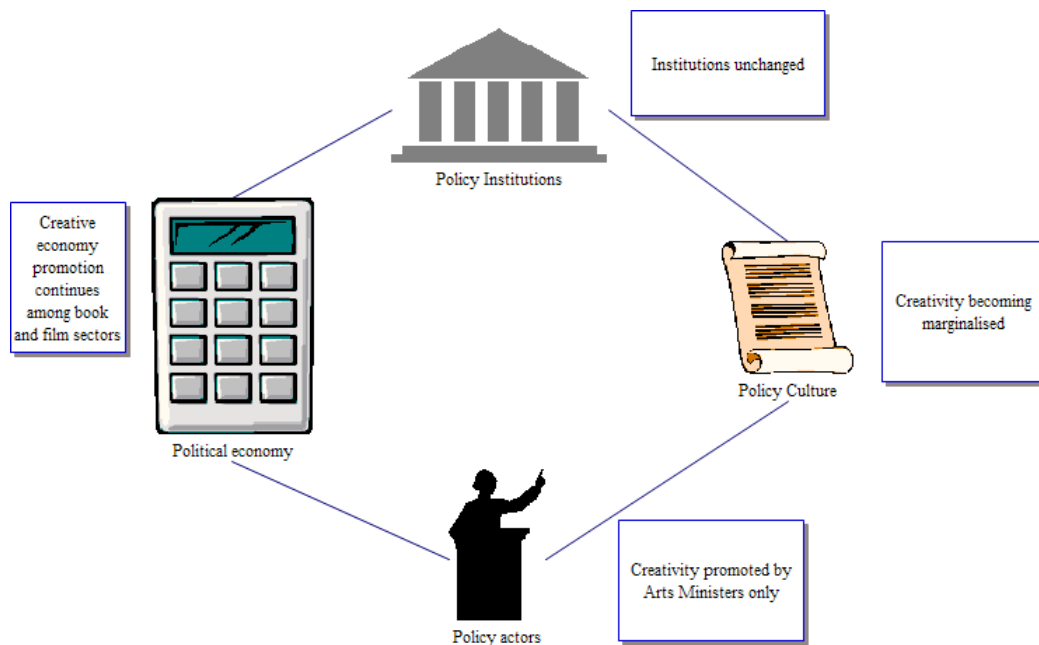 Institutions unchanged
Policy Institutions
Creative
economy
promotion
continues
among book
and film sectors
Creativity becoming
marginalised
Policy Culture
Political economy
Creativity promoted by
Arts Ministers only
Policy actors